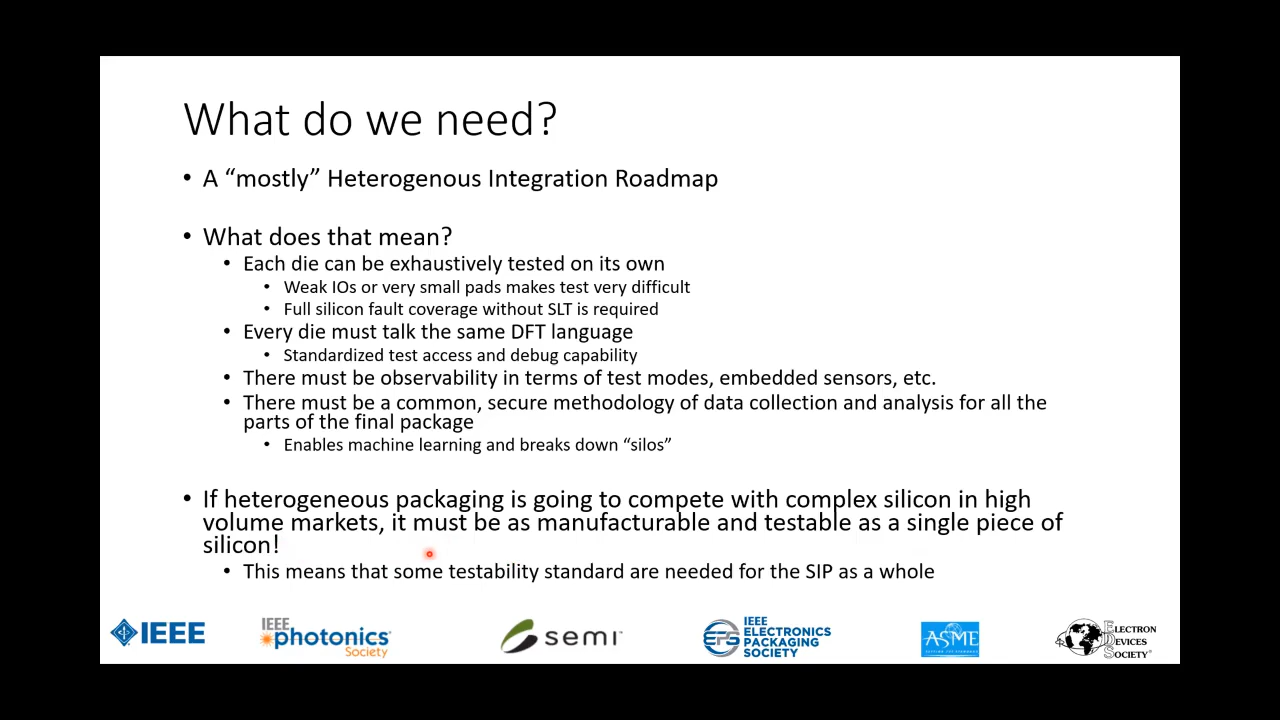 What do we need?
• A “mostly” Heterogenous Integration Roadmap
• What does that mean?
• Each die can be exhaustively tested on its own
• Weak IOs or very small pads makes test very difficult
• Full silicon fault coverage without SLT is required
• Every die must talk the same DFT language
• Standardized test access and debug capability
• There must be observability in terms of test modes, embedded sensors, etc.
• There must be a common, secure methodology of data collection and analysis for all the
parts of the final package
• Enables machine learning and breaks down “silos”
• If heterogeneous packaging is going to compete with complex silicon in high
volume markets, it must be as manufacturable and testable as a single piece of
silicon!
• This means that some testability standard are needed for the SIP as a whole
IEEE
IEEE
photonics
Society
semi
EPS
IEEE
ELECTRONICS
PACKAGING
SOCIETY
ASME
ELECTRON
DEVICES
SOCIETY